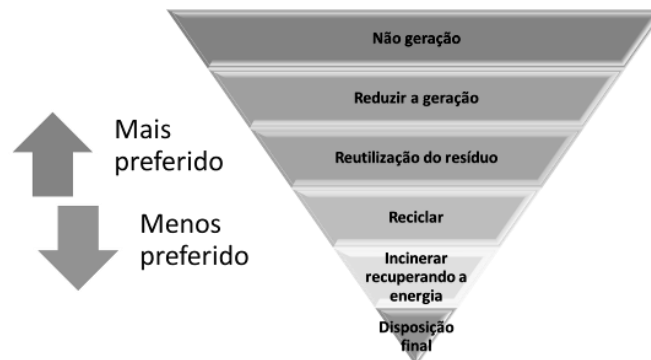 Não geração
Reduzir a geração
Mais
preferido
Reutilização do resíduo
Menos
preferido
Reciclar
Incinerar
recuperando a
energia
Disposição
final